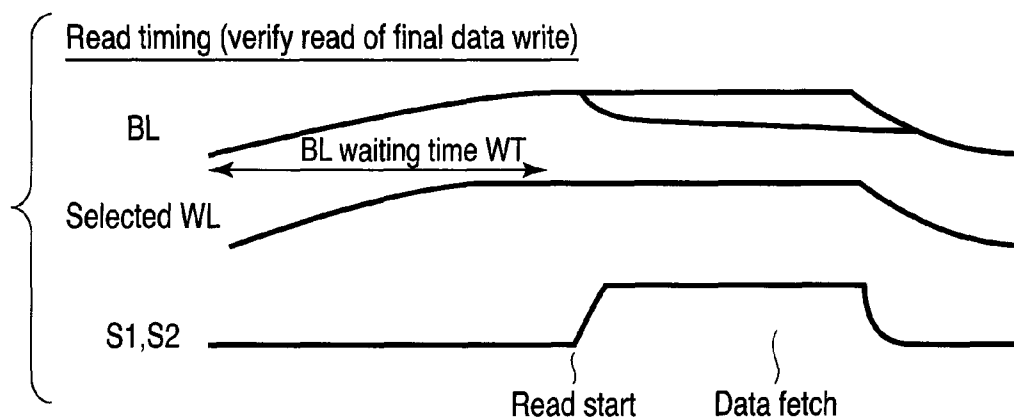 Read timing (verify read of final data write)
BL
BL waiting time WT
Selected WL
S1,S2
Read start
Data fetch